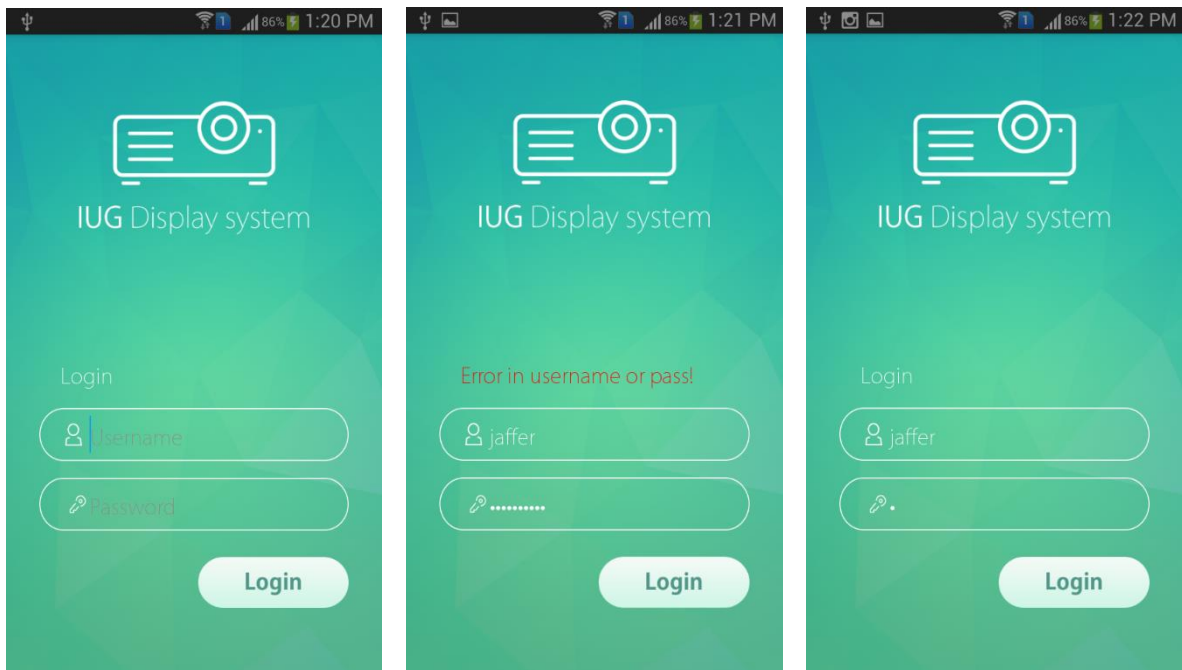 86% 1:20 PM
IUG Display system
Login
Username
Password
Login
86% 1:21 PM
IUG Display system
Error in username or pass!
jaffer
••••••••••
Login
86% 1:22 PM
IUG Display system
Login
jaffer
•
Login